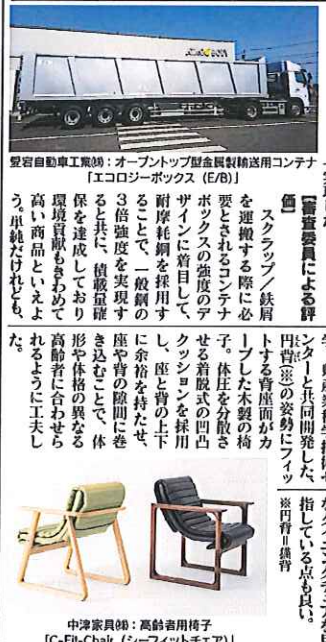 愛宕自動車工業㈱：オープントップ型金属製輸送用コンテナ
「エコロジーボックス（E/B）」
【審査委員による評
価】
スクラップ／鉄屑
を運搬する際に必
要とされるコンテナ
ボックスの強度のデ
ザインに着目して、
耐摩耗鋼を採用す
ることで、一般鋼の
3倍強度を実現す
ると共に、積載量確
保を達成しており
環境貢献もきわめて
高い商品といえよ
う。単純だけれども、
ンターと共同開発した、
円背(※)の姿勢にフィッ
トする背座面がカ
ーブした木製の椅
子。体圧を分散さ
せる着脱式の凹凸
クッションを採用
し、座と背の上下
に余裕を持たせ、
座や背の隙間に巻
き込むことで、体
形や体格の異なる
高齢者に合わせら
れるように工夫し
た。
指している点も良い。
※円背＝猫背
中津家具㈱：高齢者用椅子
「C-Fit-Chair（シーフィットチェア）」